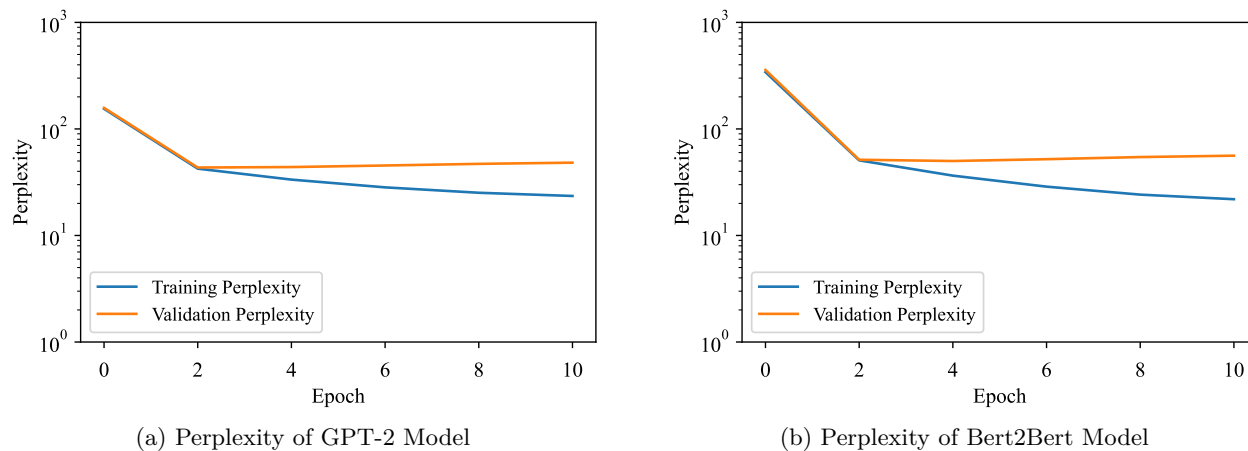 10^3
10^2
10^1
10^0
Perplexity
Training Perplexity
Validation Perplexity
0 2 4 6 8 10
Epoch
(a) Perplexity of GPT-2 Model
10^3
10^2
10^1
10^0
Perplexity
Training Perplexity
Validation Perplexity
0 2 4 6 8 10
Epoch
(b) Perplexity of Bert2Bert Model